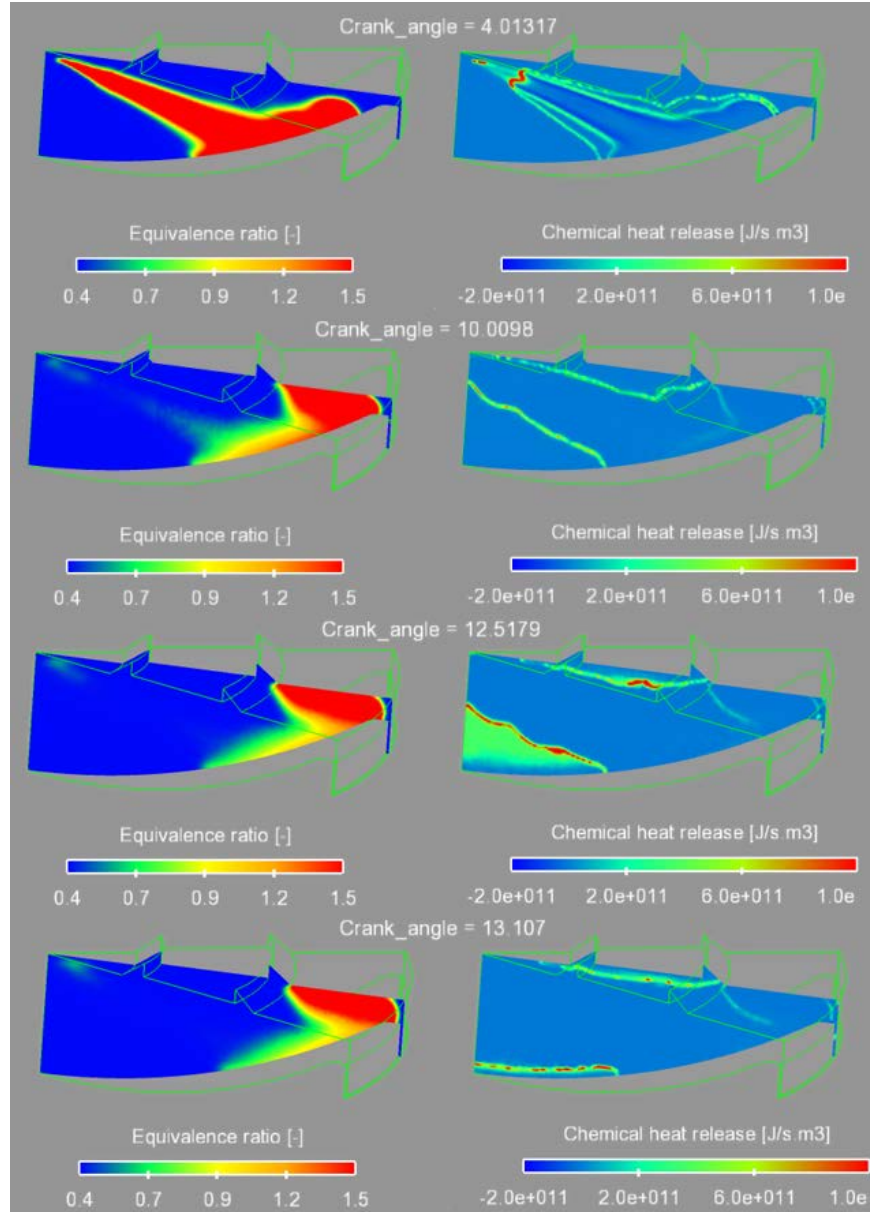 Crank_angle = 4.01317
Equivalence ratio [-]
0.4 0.7 0.9 1.2 1.5
Chemical heat release [J/s.m3]
-2.0e+011 2.0e+011 6.0e+011 1.0e
Crank_angle = 10.0098
Equivalence ratio [-]
0.4 0.7 0.9 1.2 1.5
Chemical heat release [J/s.m3]
-2.0e+011 2.0e+011 6.0e+011 1.0e
Crank_angle = 12.5179
Equivalence ratio [-]
0.4 0.7 0.9 1.2 1.5
Chemical heat release [J/s.m3]
-2.0e+011 2.0e+011 6.0e+011 1.0e
Crank_angle = 13.107
Equivalence ratio [-]
0.4 0.7 0.9 1.2 1.5
Chemical heat release [J/s.m3]
-2.0e+011 2.0e+011 6.0e+011 1.0e